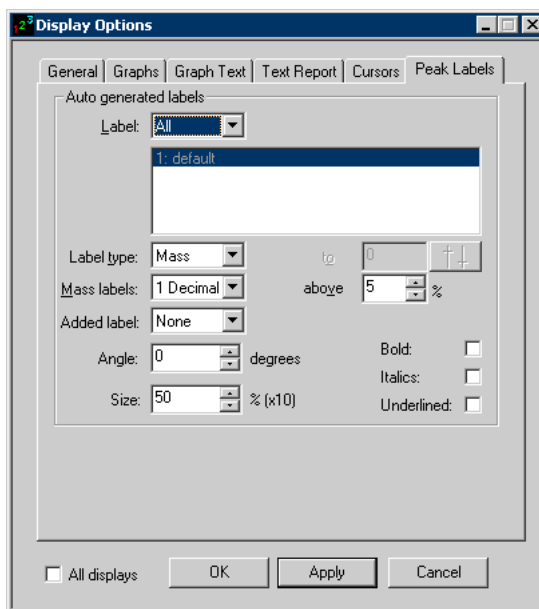 123 Display Options
General Graphs Graph Text Text Report Cursors Peak Labels
Auto generated labels
Label: All
1: default
Label type: Mass to 0
Mass labels: 1 Decimal above 5 %
Added label: None
Angle: 0 degrees Bold:
Italics:
Size: 50 % (x10)
Underlined:
All displays OK Apply Cancel